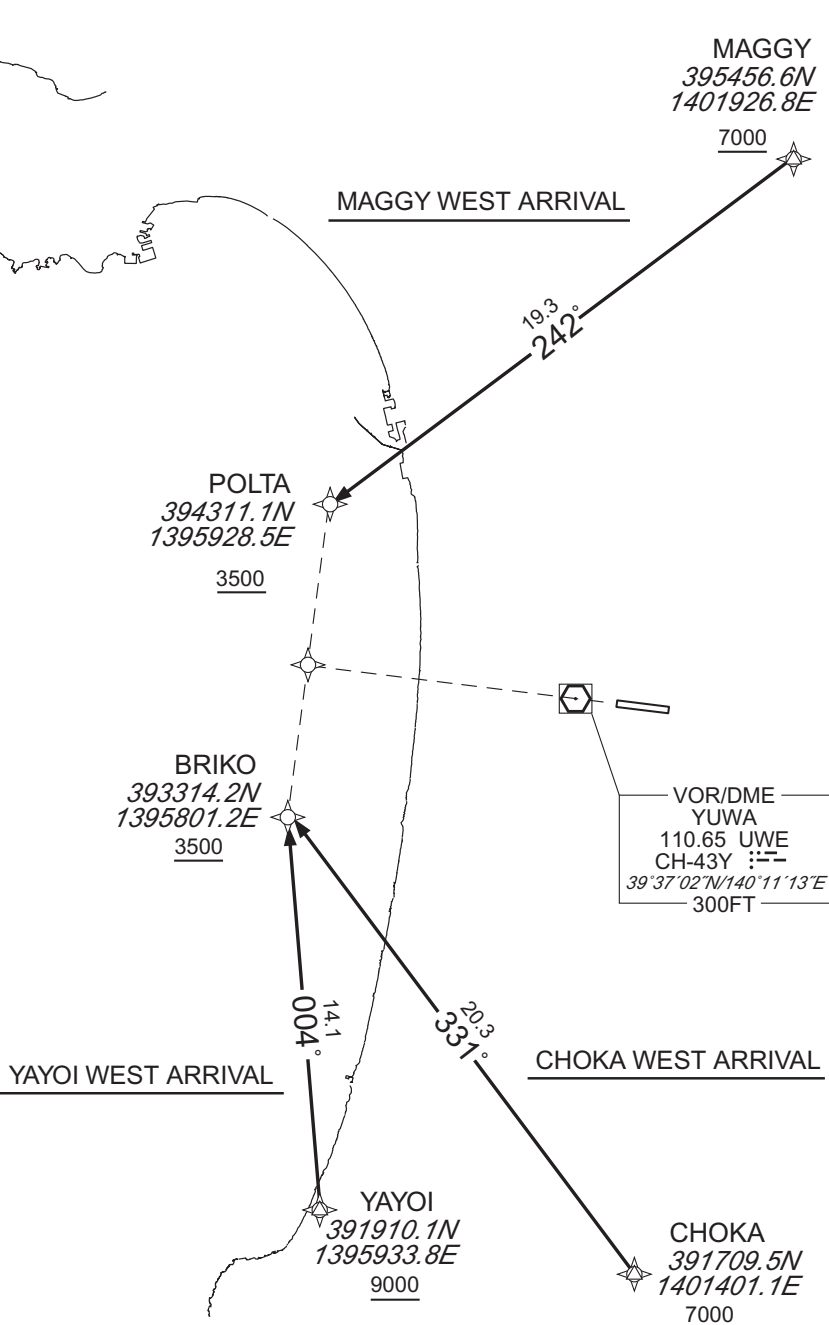 MAGGY
395456.6N
1401926.8E
7000
MAGGY WEST ARRIVAL
19.3
242°
POLTA
394311.1N
1395928.5E
3500
BRIKO
393314.2N
1395801.2E
3500
VOR/DME
YUWA
110.65 UWE
CH-43Y
39°37´02˝N/140°11´13˝E
300FT
14.1
004°
20.3
331°
YAYOI WEST ARRIVAL
CHOKA WEST ARRIVAL
YAYOI
391910.1N
1395933.8E
9000
CHOKA
391709.5N
1401401.1E
7000